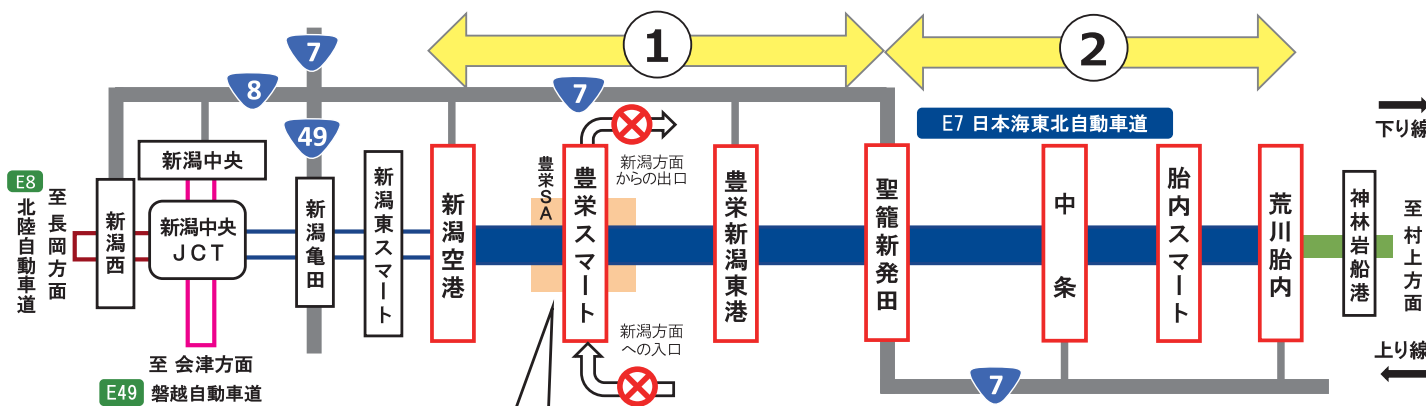 1
2
7
8
7
49
E7 日本海東北自動車道
下り線
新潟方面
からの出口
新潟中央
豊栄SA
E8
北陸自動車道
至長岡方面
新潟西
新潟中央
JCT
新潟亀田
新潟東スマート
新潟空港
豊栄スマート
豊栄新潟東港
聖籠新発田
中条
胎内スマート
荒川胎内
神林岩船港
至村上方面
新潟方面
への入口
上り線
至 会津方面
E49 磐越自動車道
7